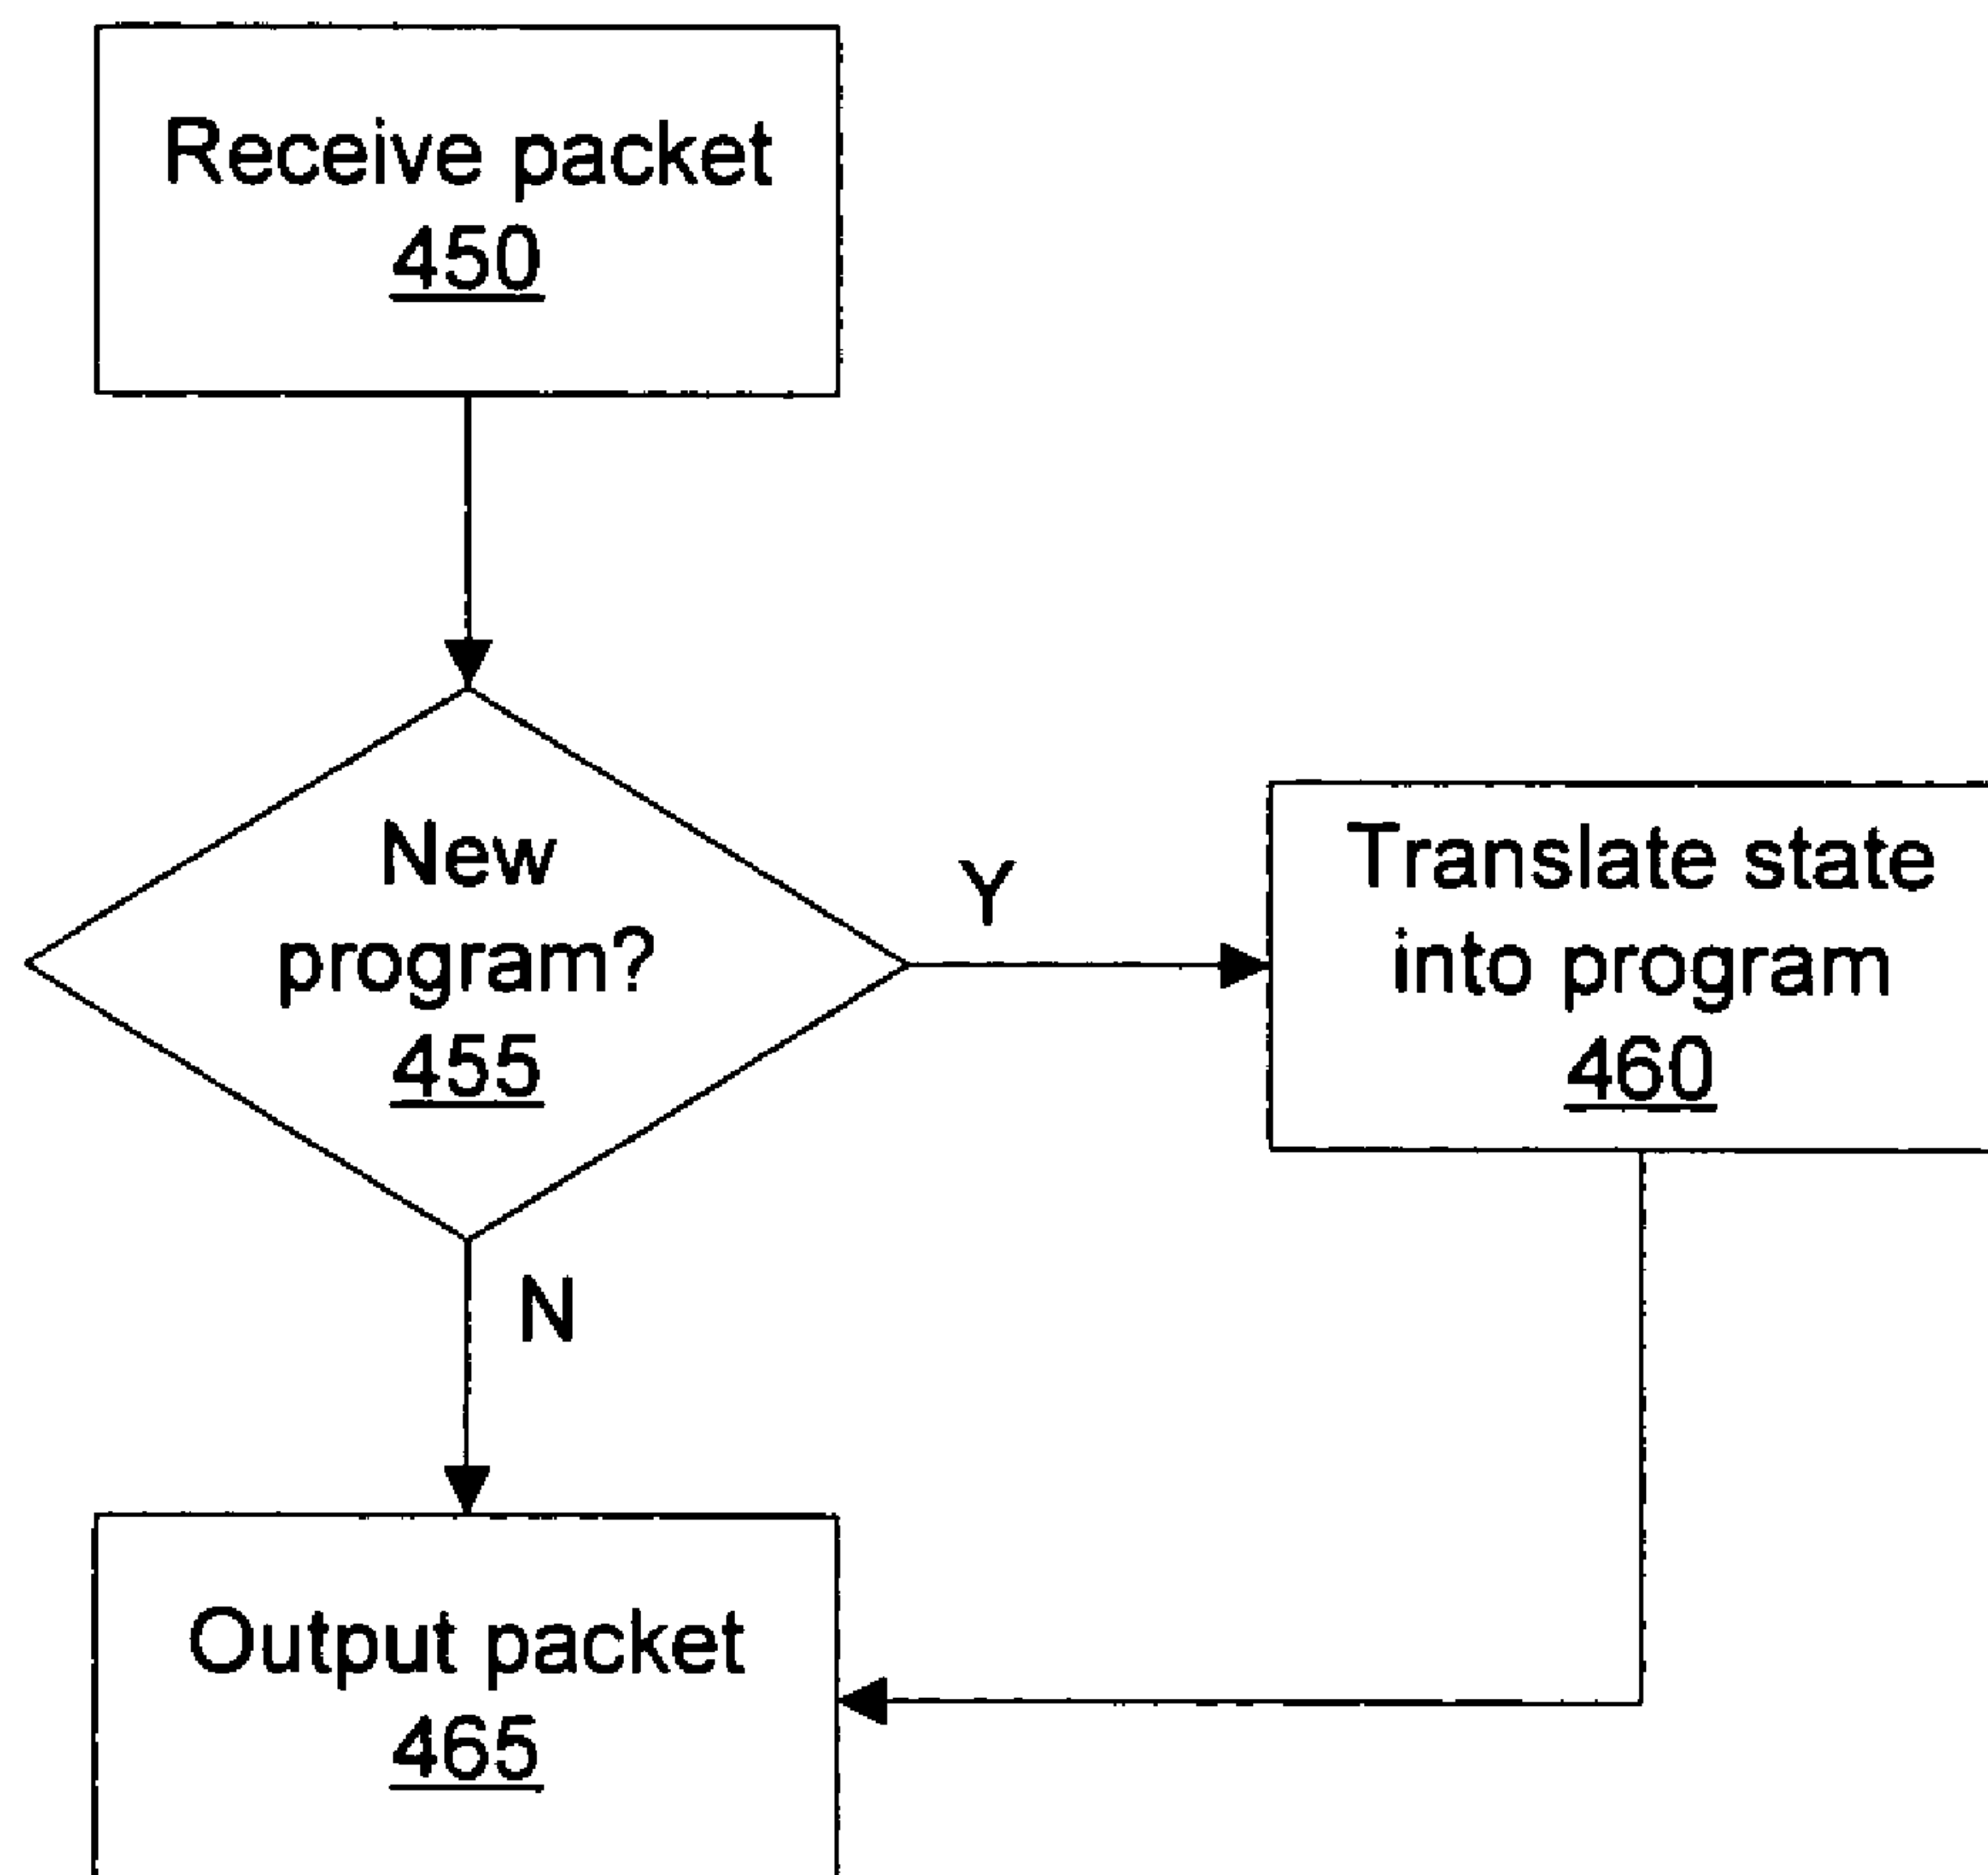 Receive packet
450
New
program?
455
Y
Translate state
into program
460
N
Output packet
465